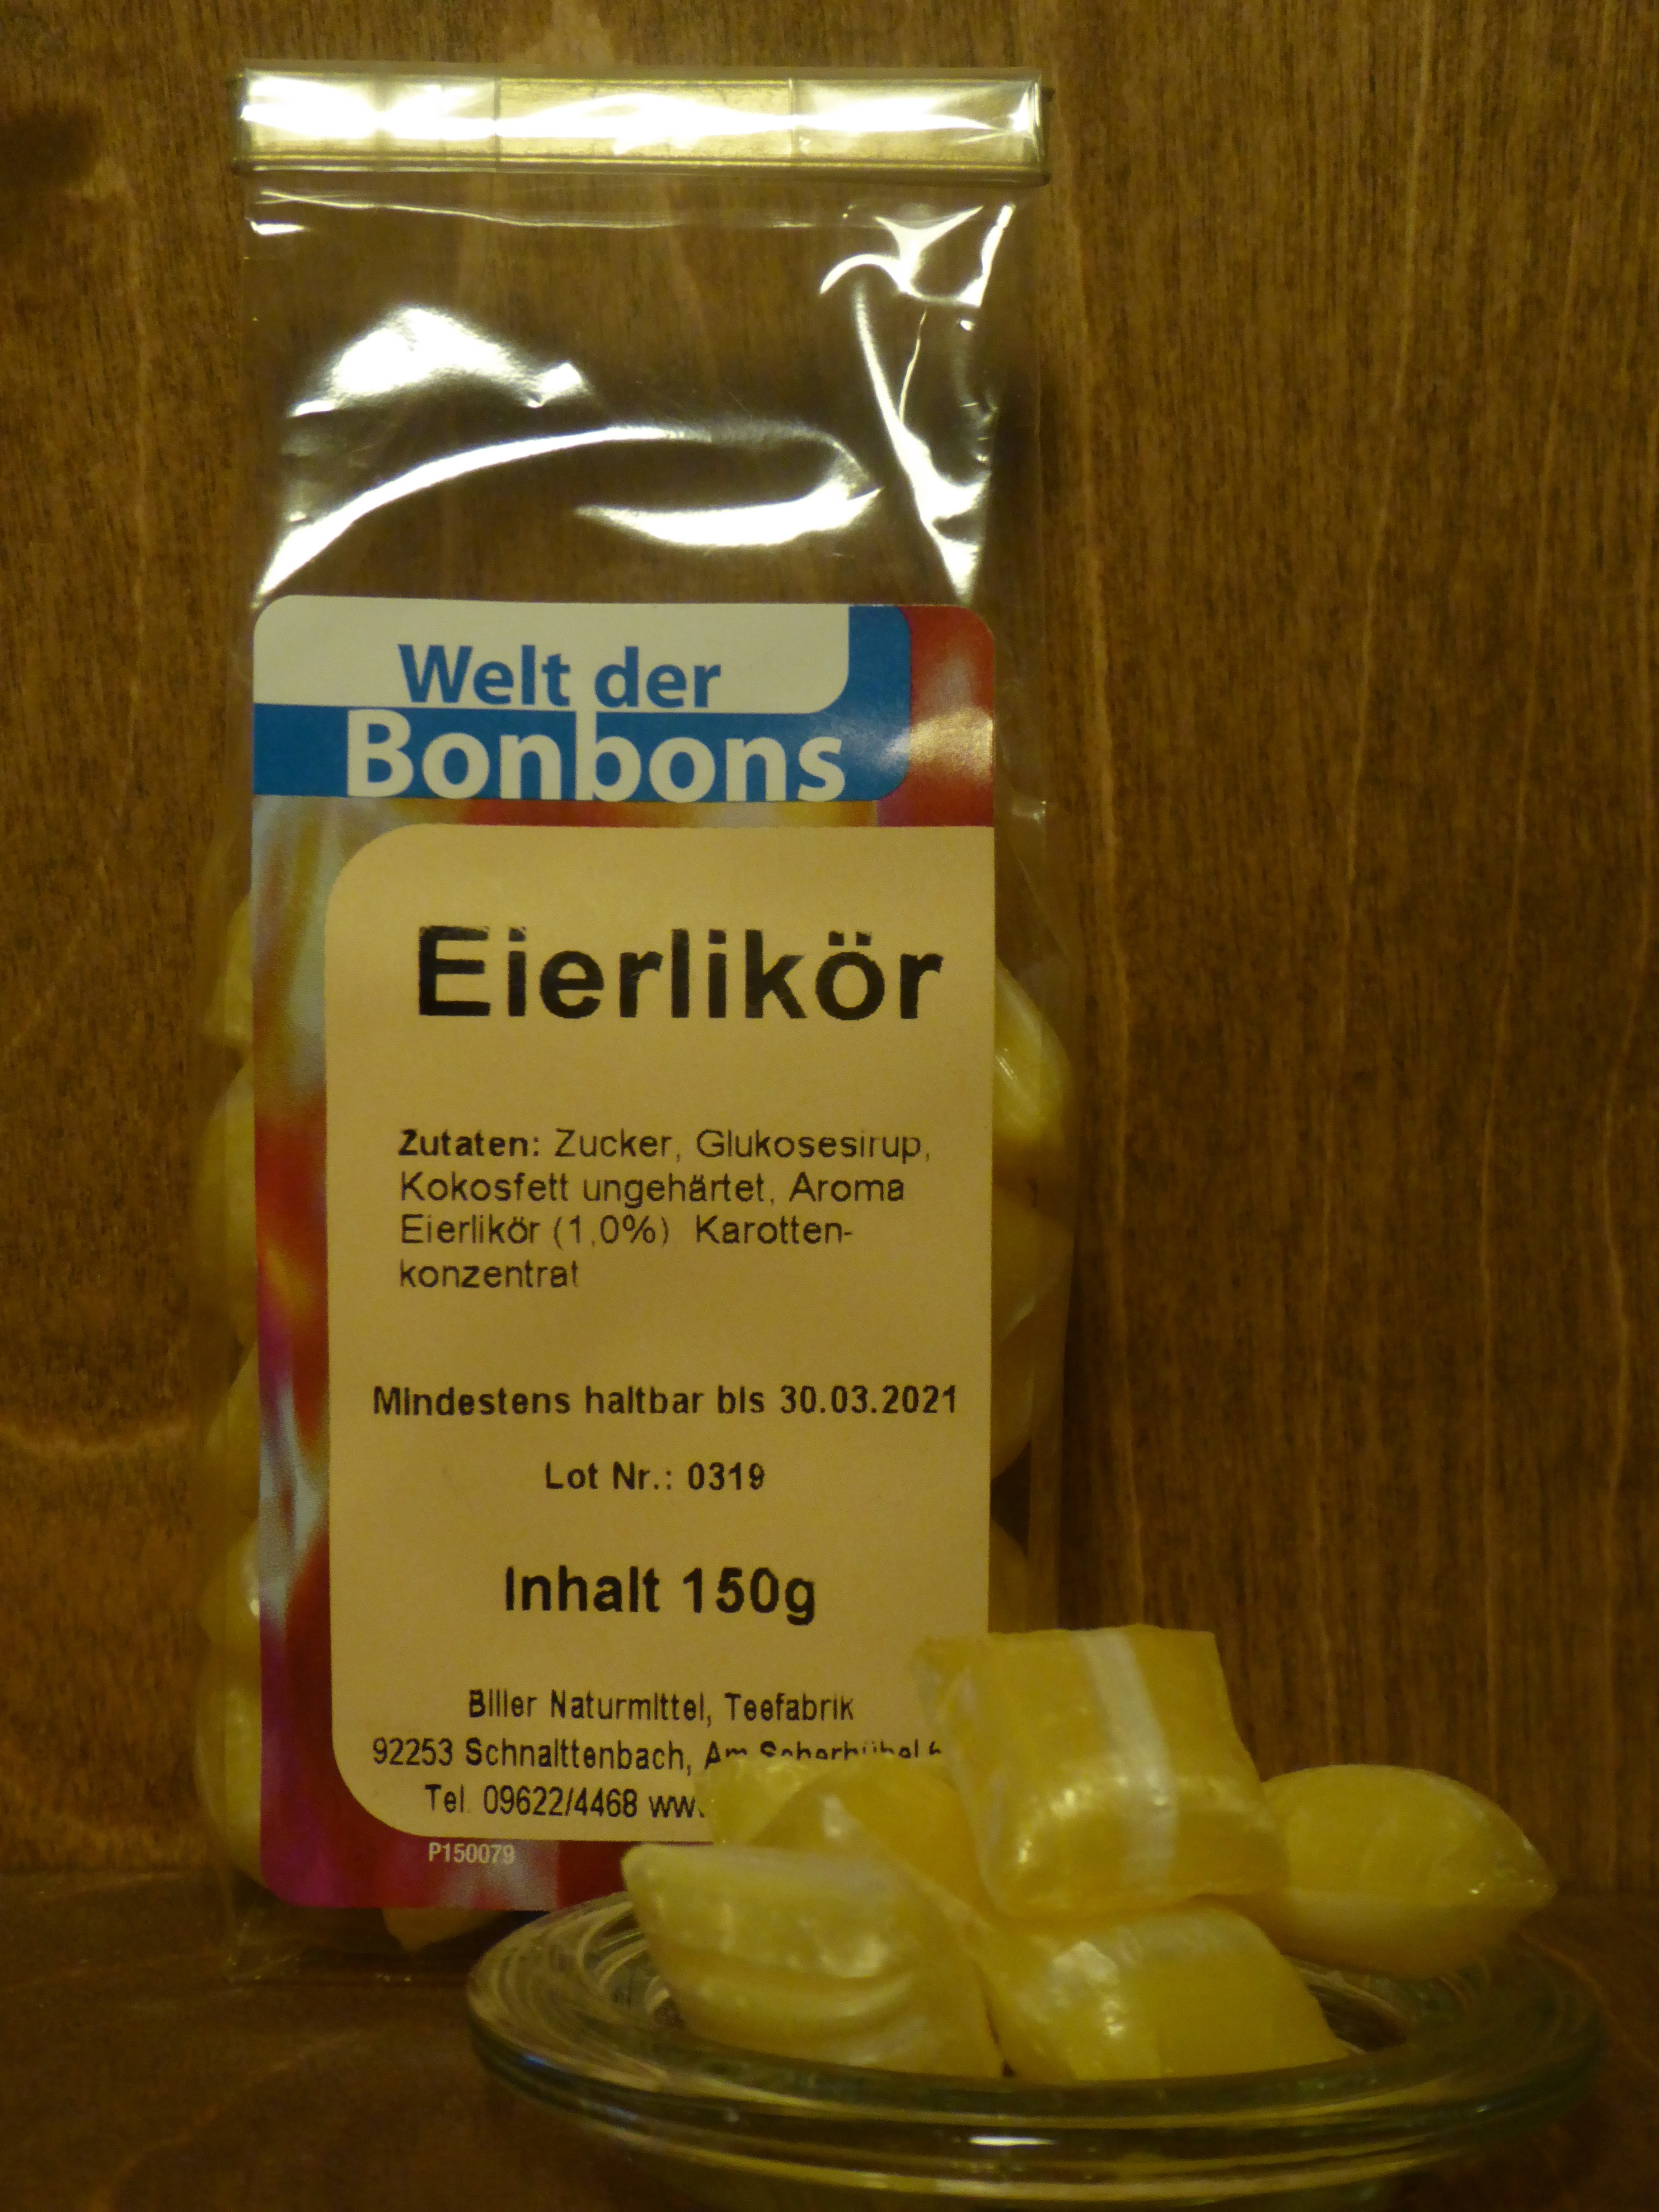 Welt der
Bonbons
Eierlikör
Zutaten: Zucker, Glukosesirup,
Kokosfett ungehärtet, Aroma
Eierlikör (1,0%) Karotten-
konzentrat
Mindestens haltbar bis 30.03.2021
Lot Nr.: 0319
Inhalt 150g
Biller Naturmittel, Teefabrik
92253 Schnaittenbach, Am
Tel. 09622/4468
P150079